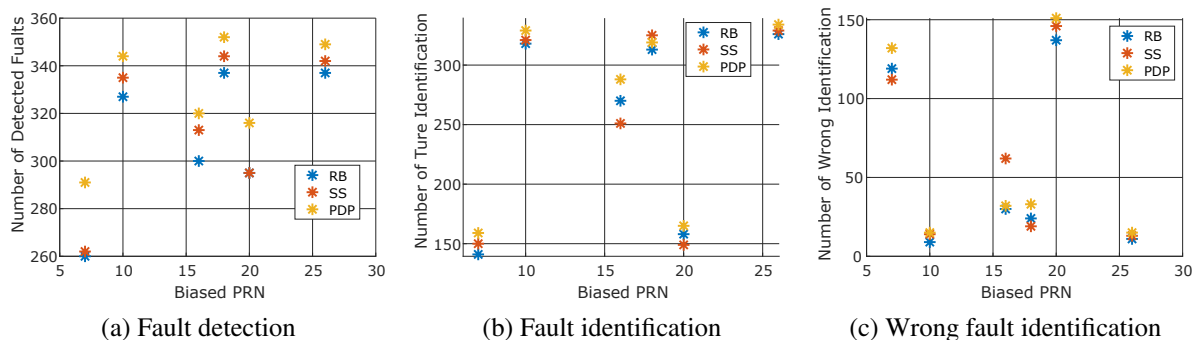 Number of Detected Fualts
360
340
320
300
280
260
5
10
15
20
25
30
RB
SS
PDP
Biased PRN
(a) Fault detection
Number of Ture Identification
300
250
200
150
10
15
20
25
RB
SS
PDP
Biased PRN
(b) Fault identification
Number of Wrong Identification
150
100
50
0
5
10
15
20
25
30
RB
SS
PDP
Biased PRN
(c) Wrong fault identification